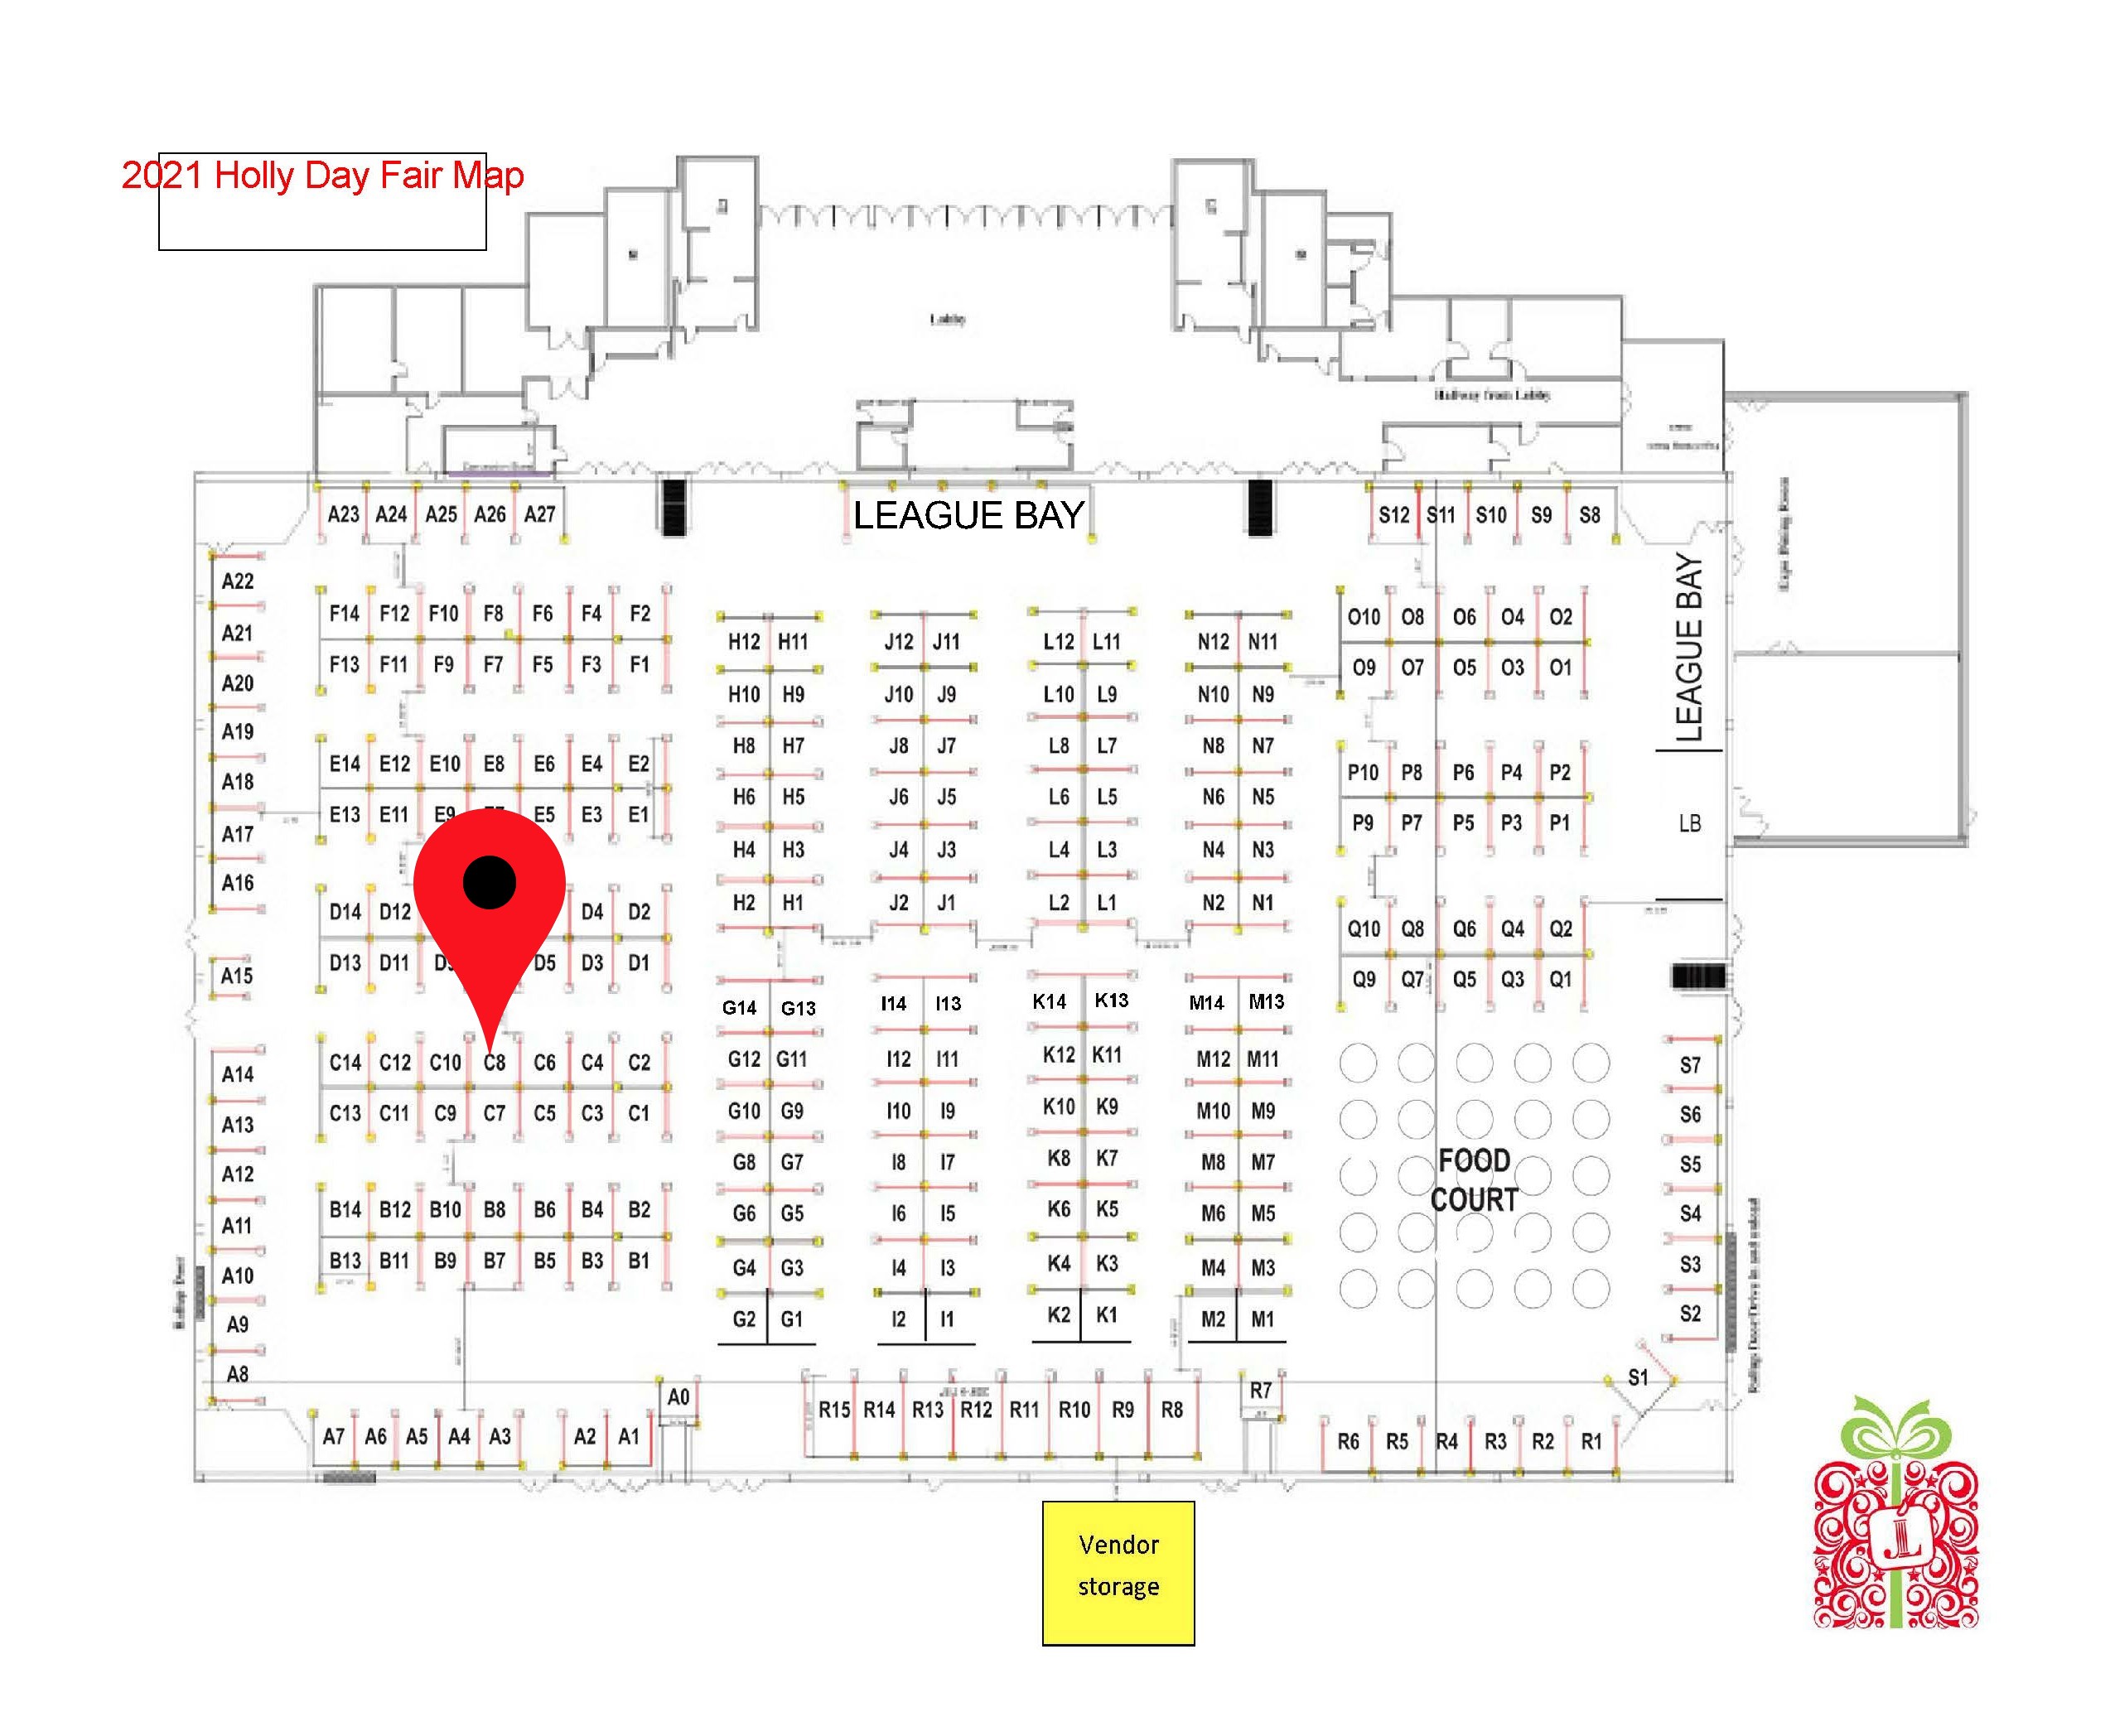 2021 Holly Day Fair Map
Lobby
Hallway from Lobby
LEAGUE BAY
A23 A24 A25 A26 A27
S12 S11 S10 S9 S8
A22
A21
A20
A19
A18
A17
A16
A15
A14
A13
A12
A11
A10
A9
A8
F14 F12 F10 F8 F6 F4 F2
F13 F11 F9 F7 F5 F3 F1
E14 E12 E10 E8 E6 E4 E2
E13 E11 E9 E5 E3 E1
D14 D12 D4 D2
D13 D11 D5 D3 D1
C14 C12 C10 C8 C6 C4 C2
C13 C11 C9 C7 C5 C3 C1
B14 B12 B10 B8 B6 B4 B2
B13 B11 B9 B7 B5 B3 B1
H12 H11 J12 J11 L12 L11 N12 N11
H10 H9 J10 J9 L10 L9 N10 N9
H8 H7 J8 J7 L8 L7 N8 N7
H6 H5 J6 J5 L6 L5 N6 N5
H4 H3 J4 J3 L4 L3 N4 N3
H2 H1 J2 J1 L2 L1 N2 N1
G14 G13 I14 I13 K14 K13 M14 M13
G12 G11 I12 I11 K12 K11 M12 M11
G10 G9 I10 I9 K10 K9 M10 M9
G8 G7 I8 I7 K8 K7 M8 M7
G6 G5 I6 I5 K6 K5 M6 M5
G4 G3 I4 I3 K4 K3 M4 M3
G2 G1 I2 I1 K2 K1 M2 M1
O10 O8 O6 O4 O2
O9 O7 O5 O3 O1
P10 P8 P6 P4 P2
P9 P7 P5 P3 P1
Q10 Q8 Q6 Q4 Q2
Q9 Q7 Q5 Q3 Q1
LEAGUE BAY
LB
FOOD
COURT
S7
S6
S5
S4
S3
S2
S1
A7 A6 A5 A4 A3 A2 A1
A0
R15 R14 R13 R12 R11 R10 R9 R8
R7
R6 R5 R4 R3 R2 R1
Vendor
storage
JL